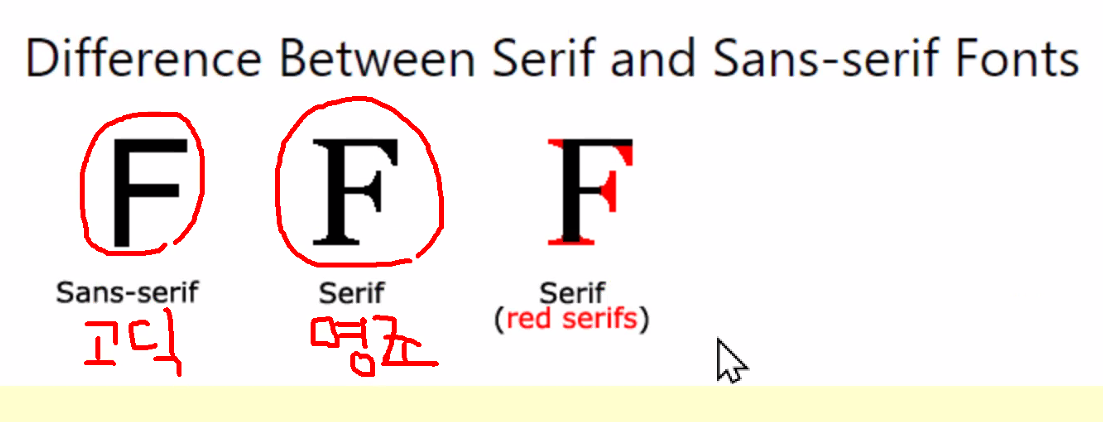 Difference Between Serif and Sans-serif Fonts
F F F
Sans-serif Serif Serif
(red serifs)
고딕 명조